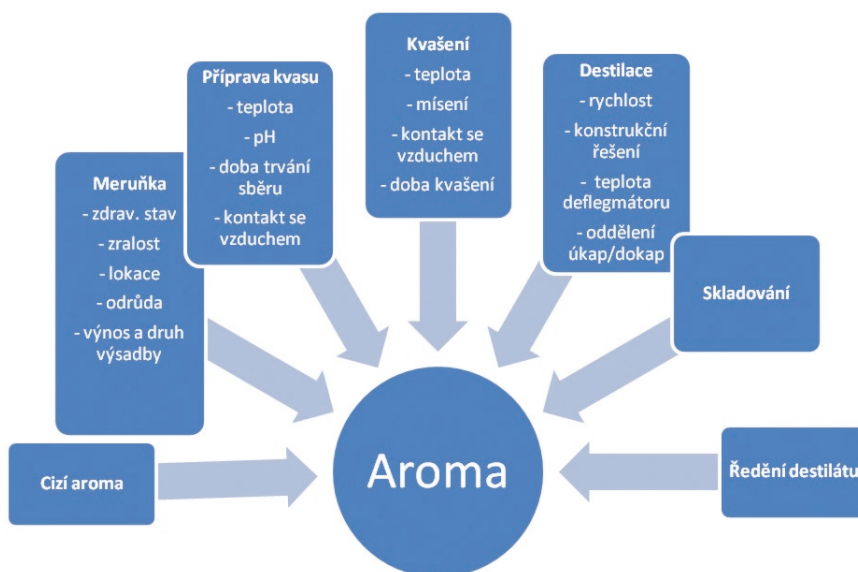 Kvašení
- teplota
- mísení
- kontakt se
vzduchem
- doba kvašení
Příprava kvasu
- teplota
- pH
- doba trvání
sběru
- kontakt se
vzduchem
Destilace
- rychlost
- konstrukční
řešení
- teplota
deflegmátoru
- oddělení
úkap/dokap
Meruňka
- zdrav. stav
- zralost
- lokace
- odrůda
- výnos a druh
výsadby
Skladování
Cizí aroma
Aroma
Ředění destilátu